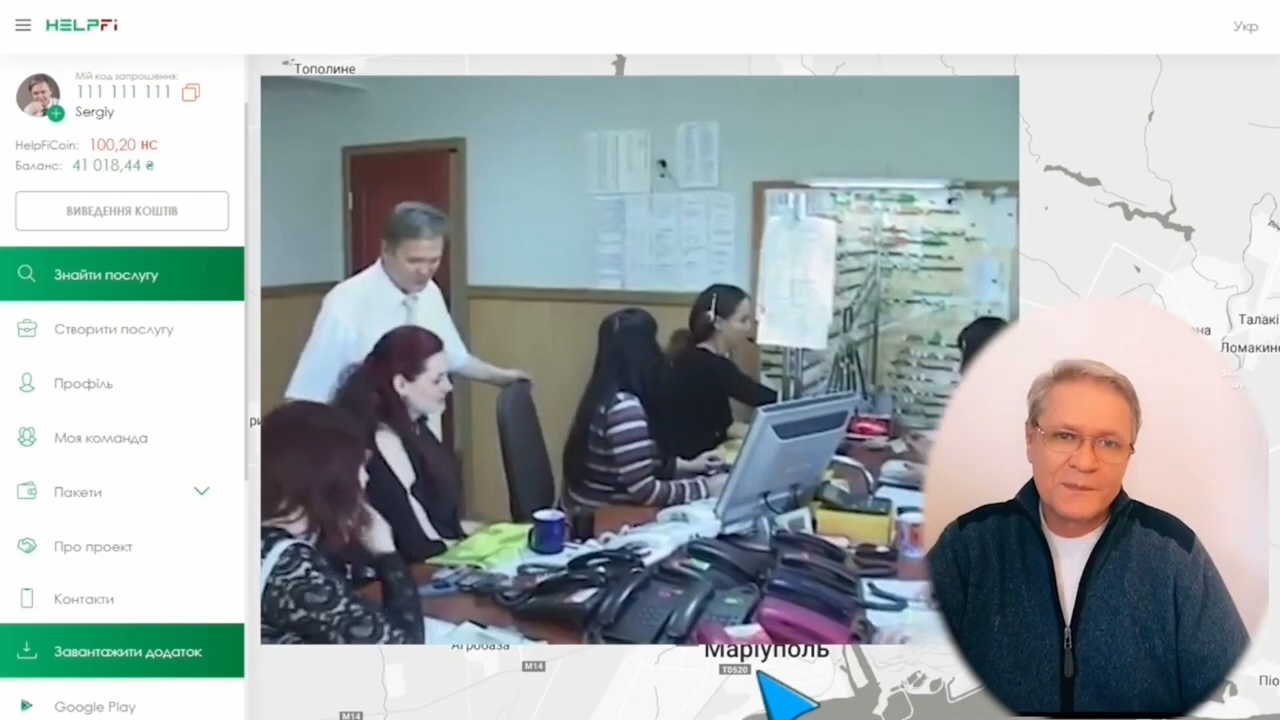 HELPFi
Укр
Мій код запрошення:
111 111 111
Sergiy
HelpFiCoin: 100,20 HC
Баланс: 41 018,44 ₴
ВИВЕДЕННЯ КОШТІВ
Знайти послугу
Створити послугу
Профіль
Моя команда
Пакети
Про проект
Контакти
Завантажити додаток
Google Play
Тополине
Талакі
Ломакине
Агробаза
Маріуполь
M14
T0520
M14
Піо